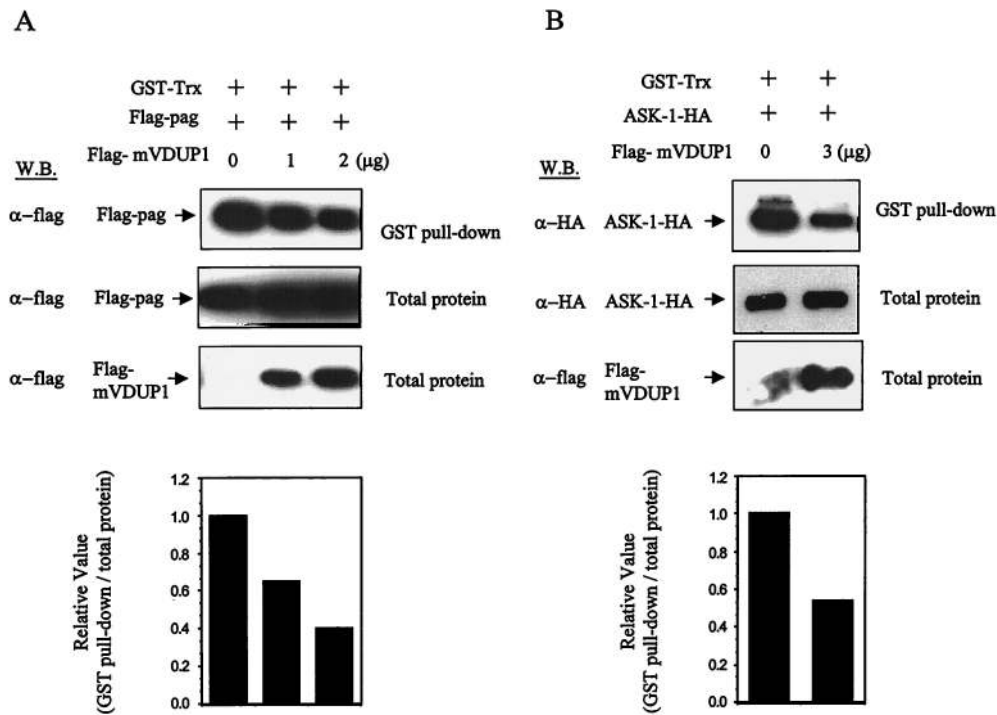 A
GST-Trx + + +
Flag-pag + + +
Flag- mVDUP1 0 1 2 (μg)
W.B.
α–flag Flag-pag GST pull-down
α–flag Flag-pag Total protein
α–flag Flag-
mVDUP1 Total protein
Relative Value
(GST pull-down / total protein)
1.2
1.0
0.8
0.6
0.4
0.2
0.0
B
GST-Trx + +
ASK-1-HA + +
Flag- mVDUP1 0 3 (μg)
W.B.
α–HA ASK-1-HA GST pull-down
α–HA ASK-1-HA Total protein
α–flag Flag-
mVDUP1 Total protein
Relative Value
(GST pull-down / total protein)
1.2
1.0
0.8
0.6
0.4
0.2
0.0